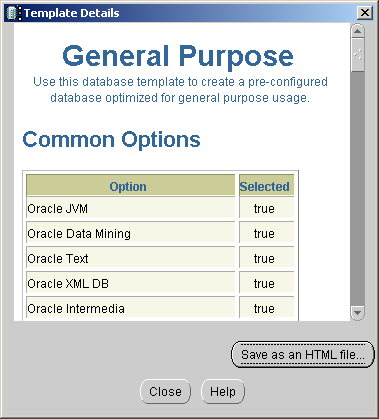 Template Details
General Purpose
Use this database template to create a pre-configured
database optimized for general purpose usage.
Common Options
Option Selected
Oracle JVM true
Oracle Data Mining true
Oracle Text true
Oracle XML DB true
Oracle Intermedia true
Save as an HTML file...
Close Help